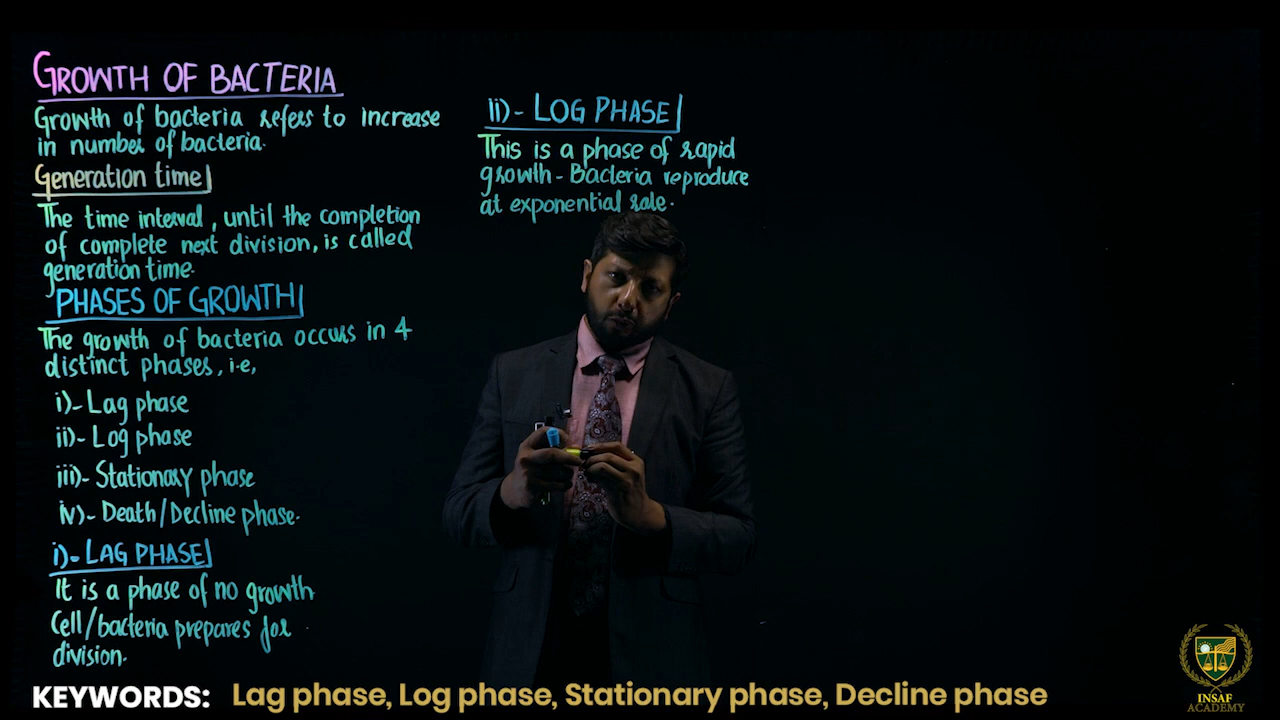 GROWTH OF BACTERIA
Growth of bacteria refers to increase
in number of bacteria.
Generation time
The time interval, until the completion
of complete next division, is called
generation time.
PHASES OF GROWTH
The growth of bacteria occurs in 4
distinct phases, i.e,
i)- Lag phase
ii)- Log phase
iii)- Stationary phase
iv)- Death/Decline phase.
i)- LAG PHASE
It is a phase of no growth
Cell/bacteria prepares for
division.
ii)- LOG PHASE
This is a phase of rapid
growth - Bacteria reproduce
at exponential rate.
KEYWORDS: Lag phase, Log phase, Stationary phase, Decline phase
INSAF
ACADEMY